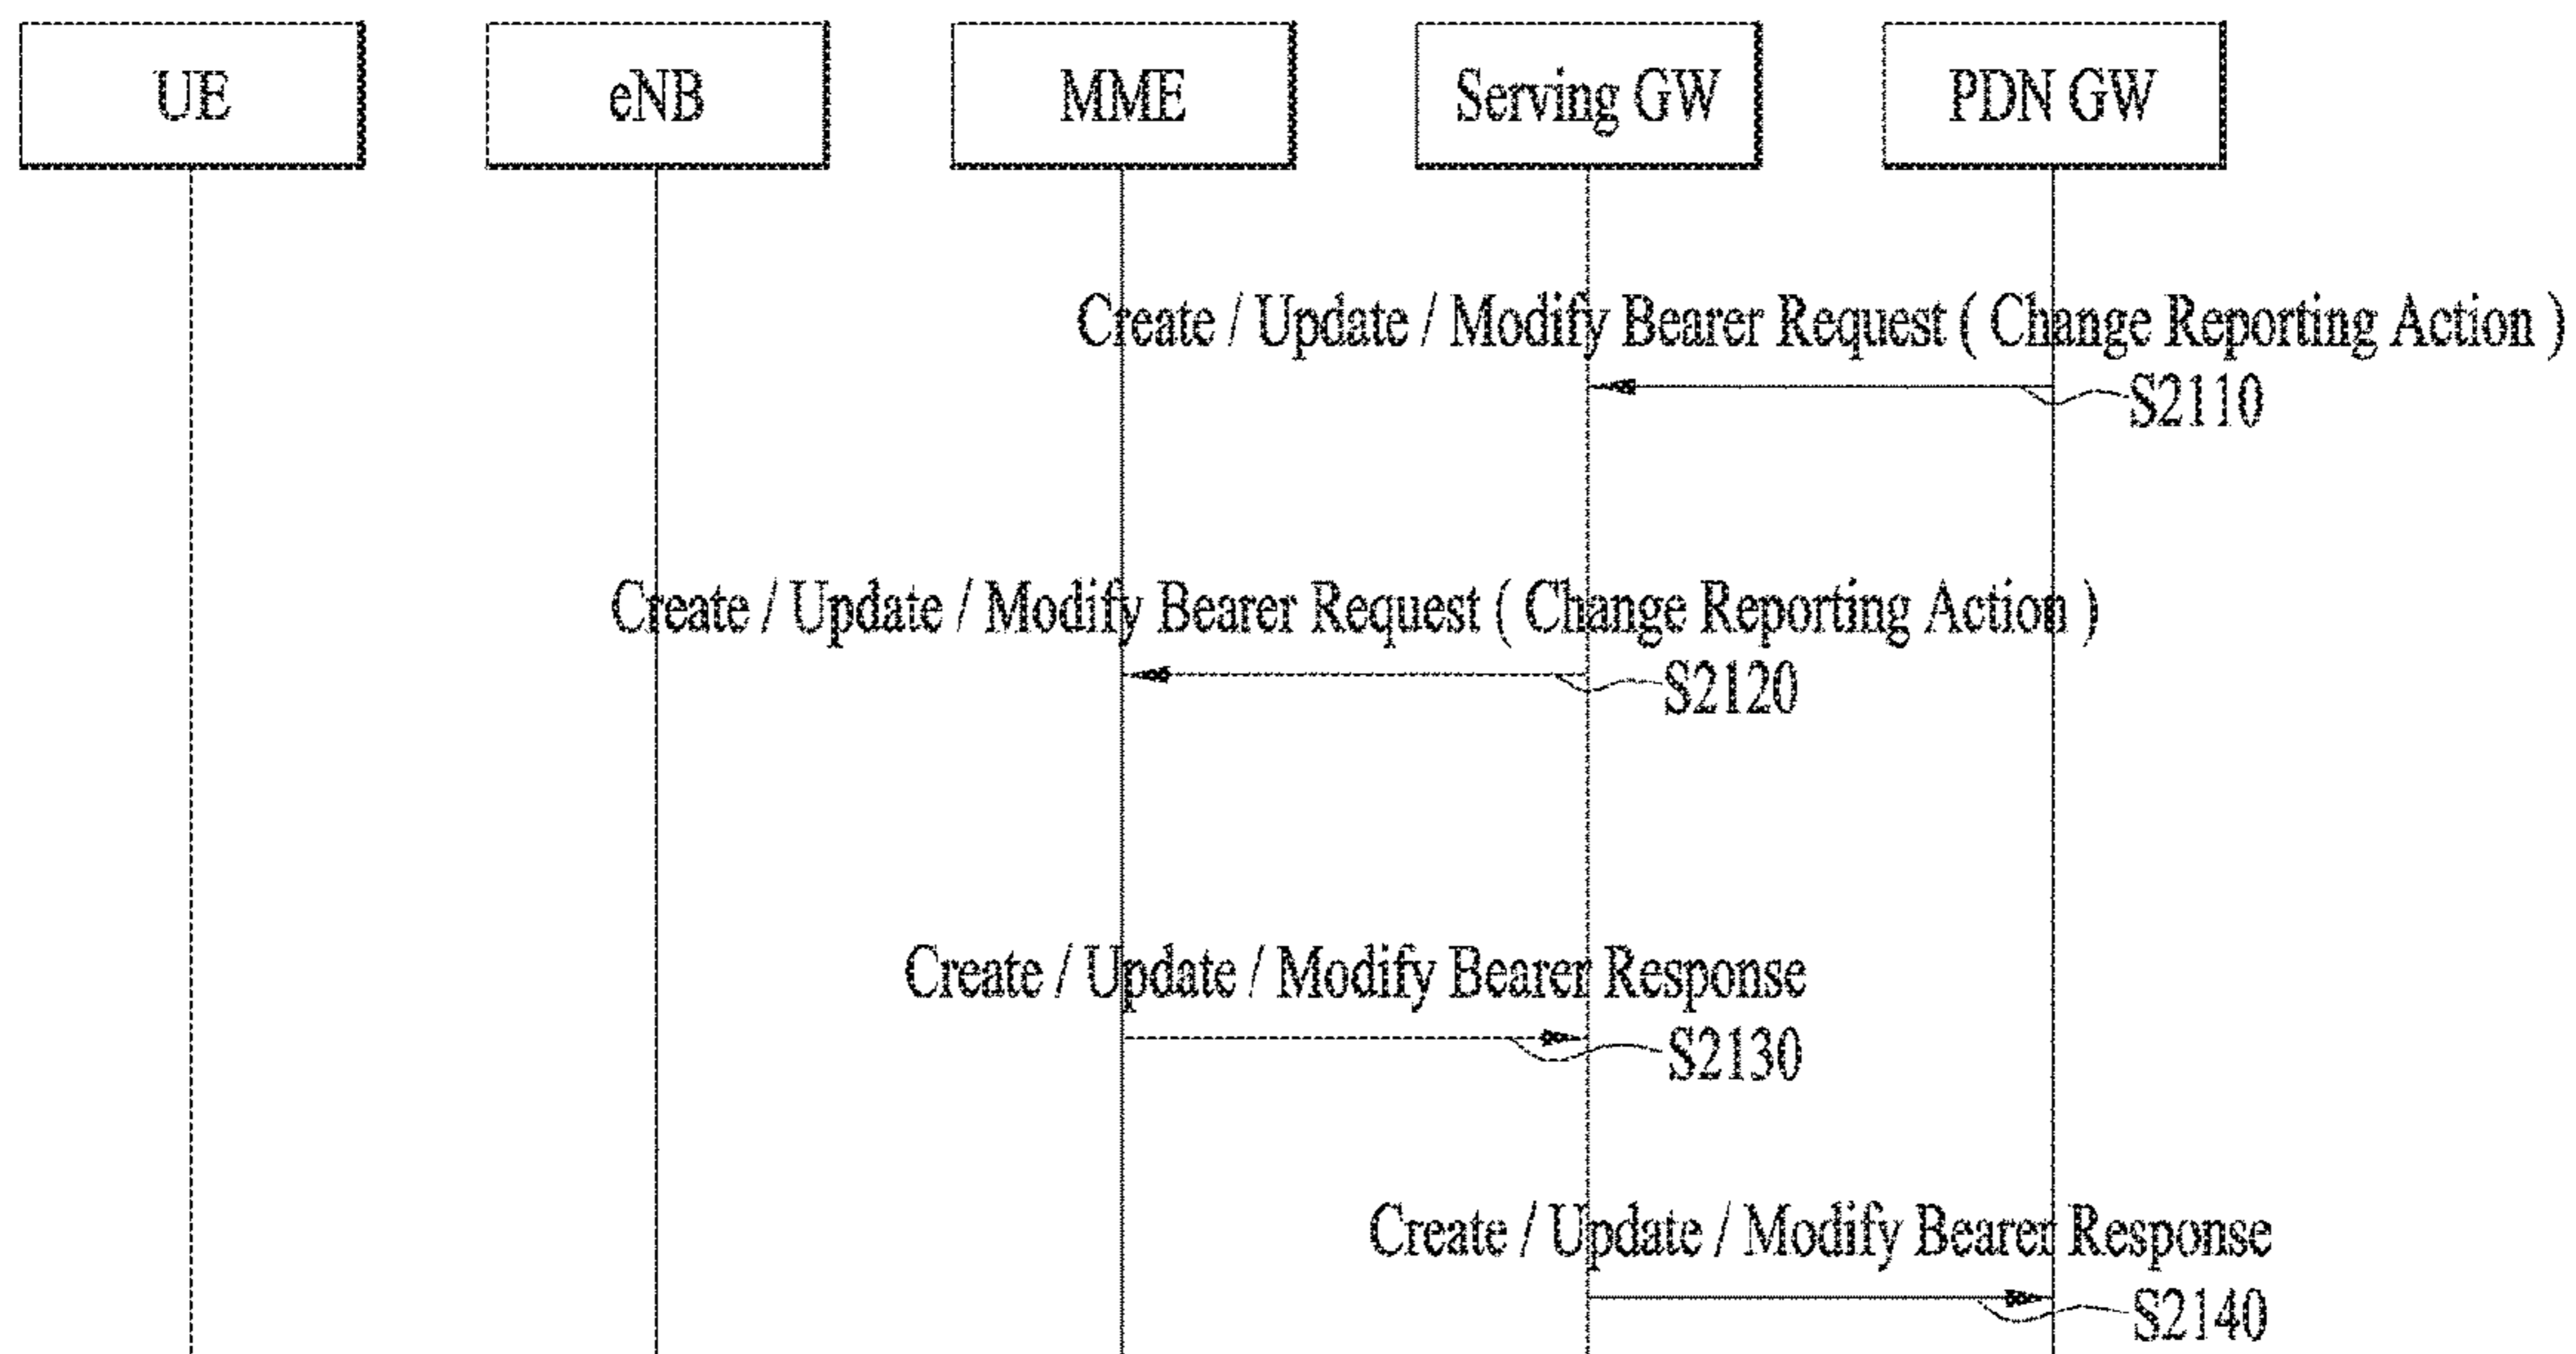 UE
eNB
MME
Serving GW
PDN GW
Create / Update / Modify Bearer Request ( Change Reporting Action )
S2110
Create / Update / Modify Bearer Request ( Change Reporting Action )
S2120
Create / Update / Modify Bearer Response
S2130
Create / Update / Modify Bearer Response
S2140